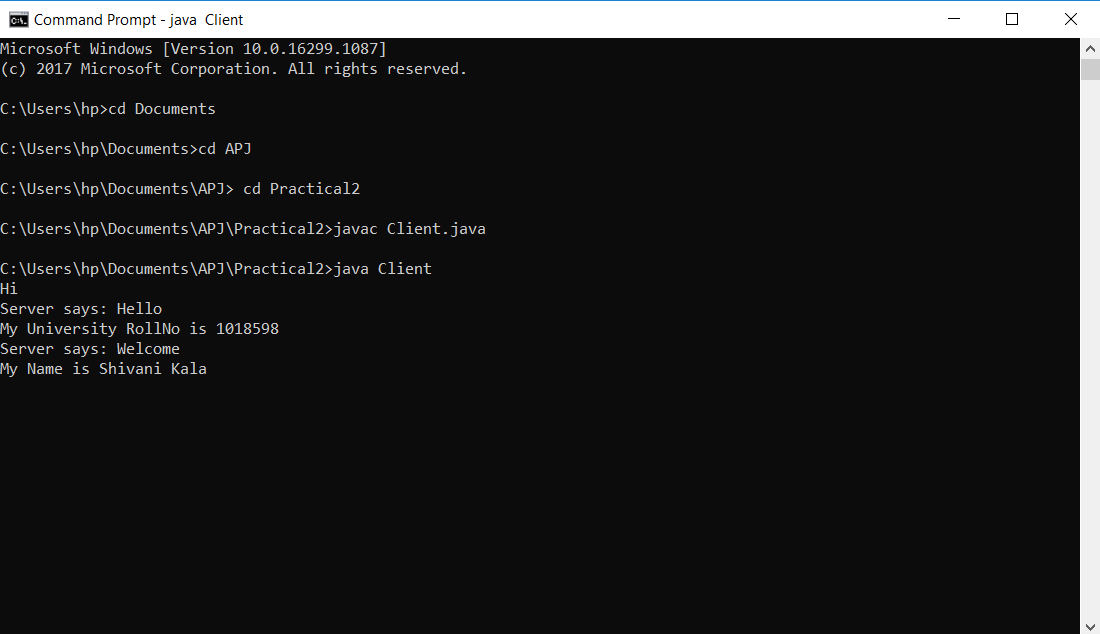 Command Prompt - java  Client
Microsoft Windows [Version 10.0.16299.1087]
(c) 2017 Microsoft Corporation. All rights reserved.
C:\Users\hp>cd Documents
C:\Users\hp\Documents>cd APJ
C:\Users\hp\Documents\APJ> cd Practical2
C:\Users\hp\Documents\APJ\Practical2>javac Client.java
C:\Users\hp\Documents\APJ\Practical2>java Client
Hi
Server says: Hello
My University RollNo is 1018598
Server says: Welcome
My Name is Shivani Kala